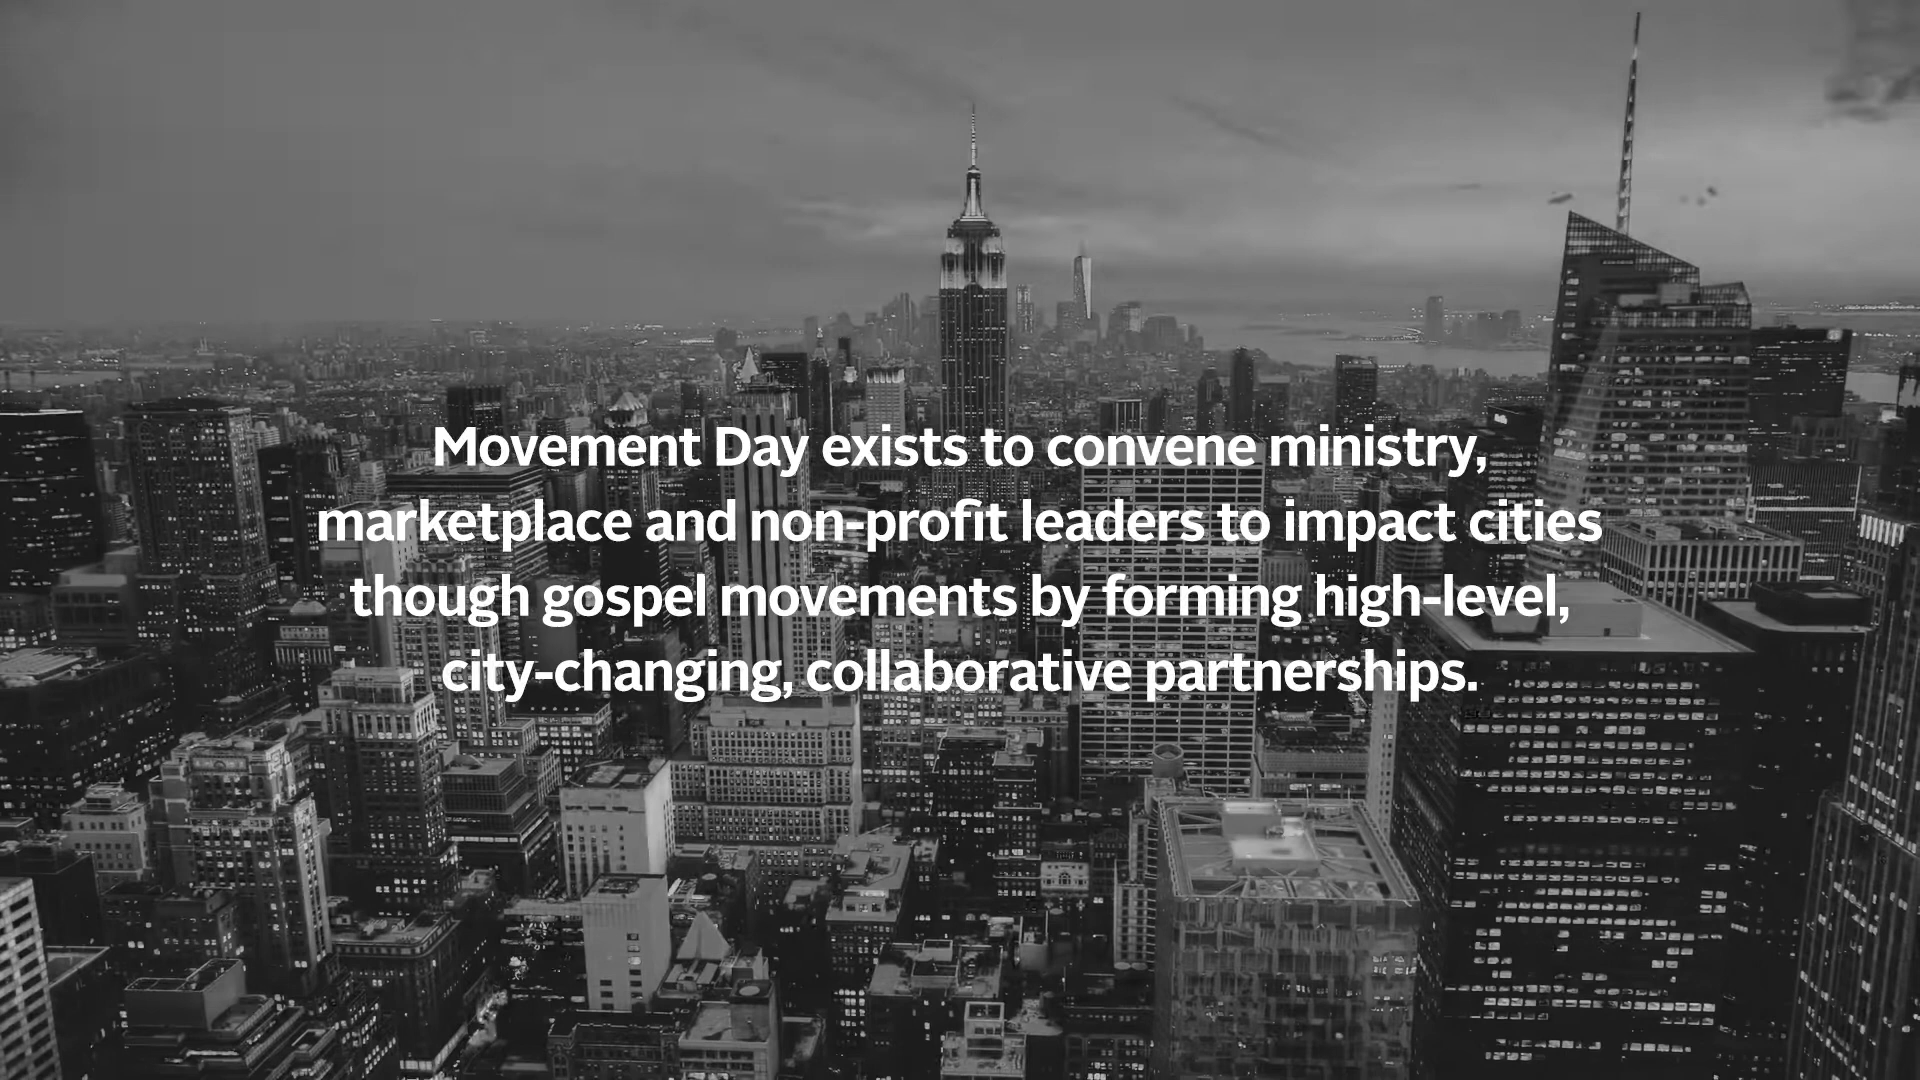 Movement Day exists to convene ministry,
marketplace and non-profit leaders to impact cities
though gospel movements by forming high-level,
city-changing, collaborative partnerships.